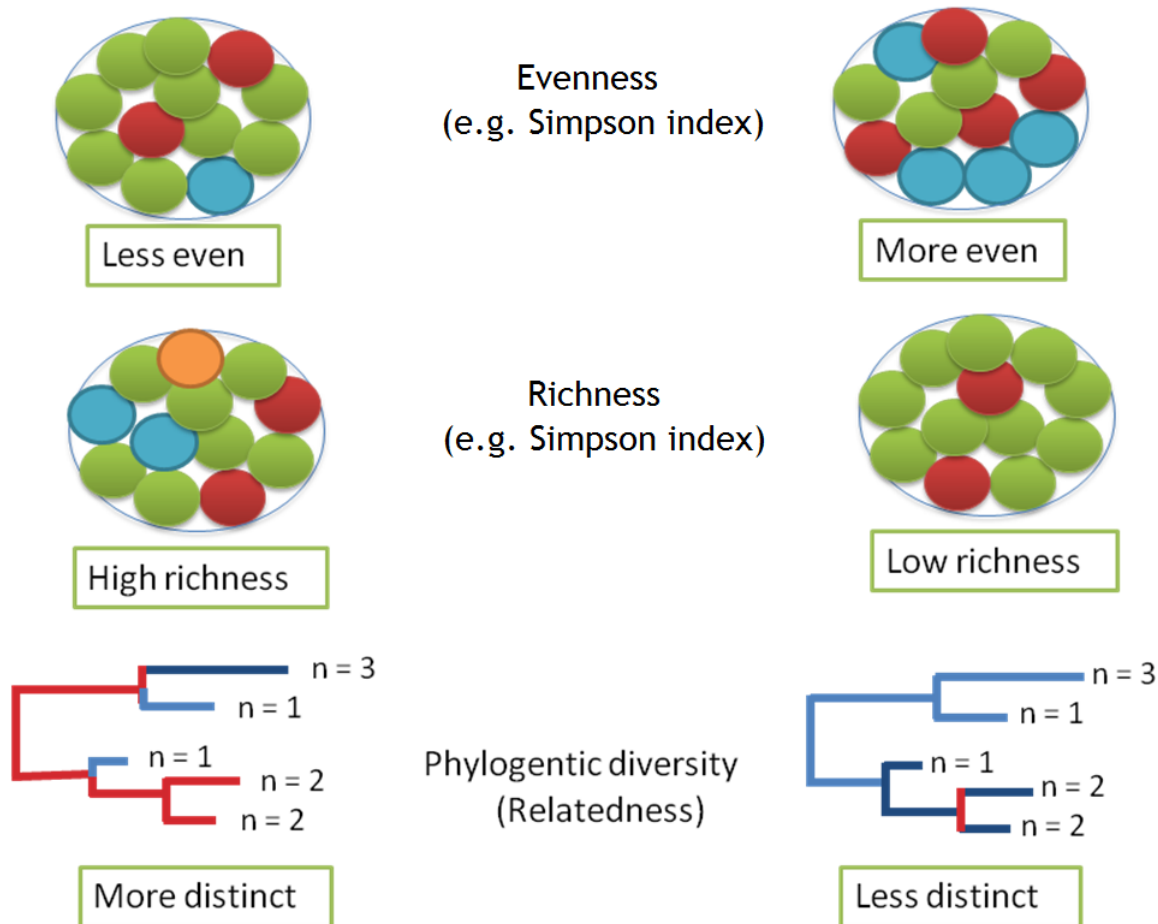 Evenness
(e.g. Simpson index)
Less even
More even
Richness
(e.g. Simpson index)
High richness
Low richness
n = 3
n = 1
n = 1
n = 2
n = 2
Phylogentic diversity
(Relatedness)
n = 3
n = 1
n = 1
n = 2
n = 2
More distinct
Less distinct